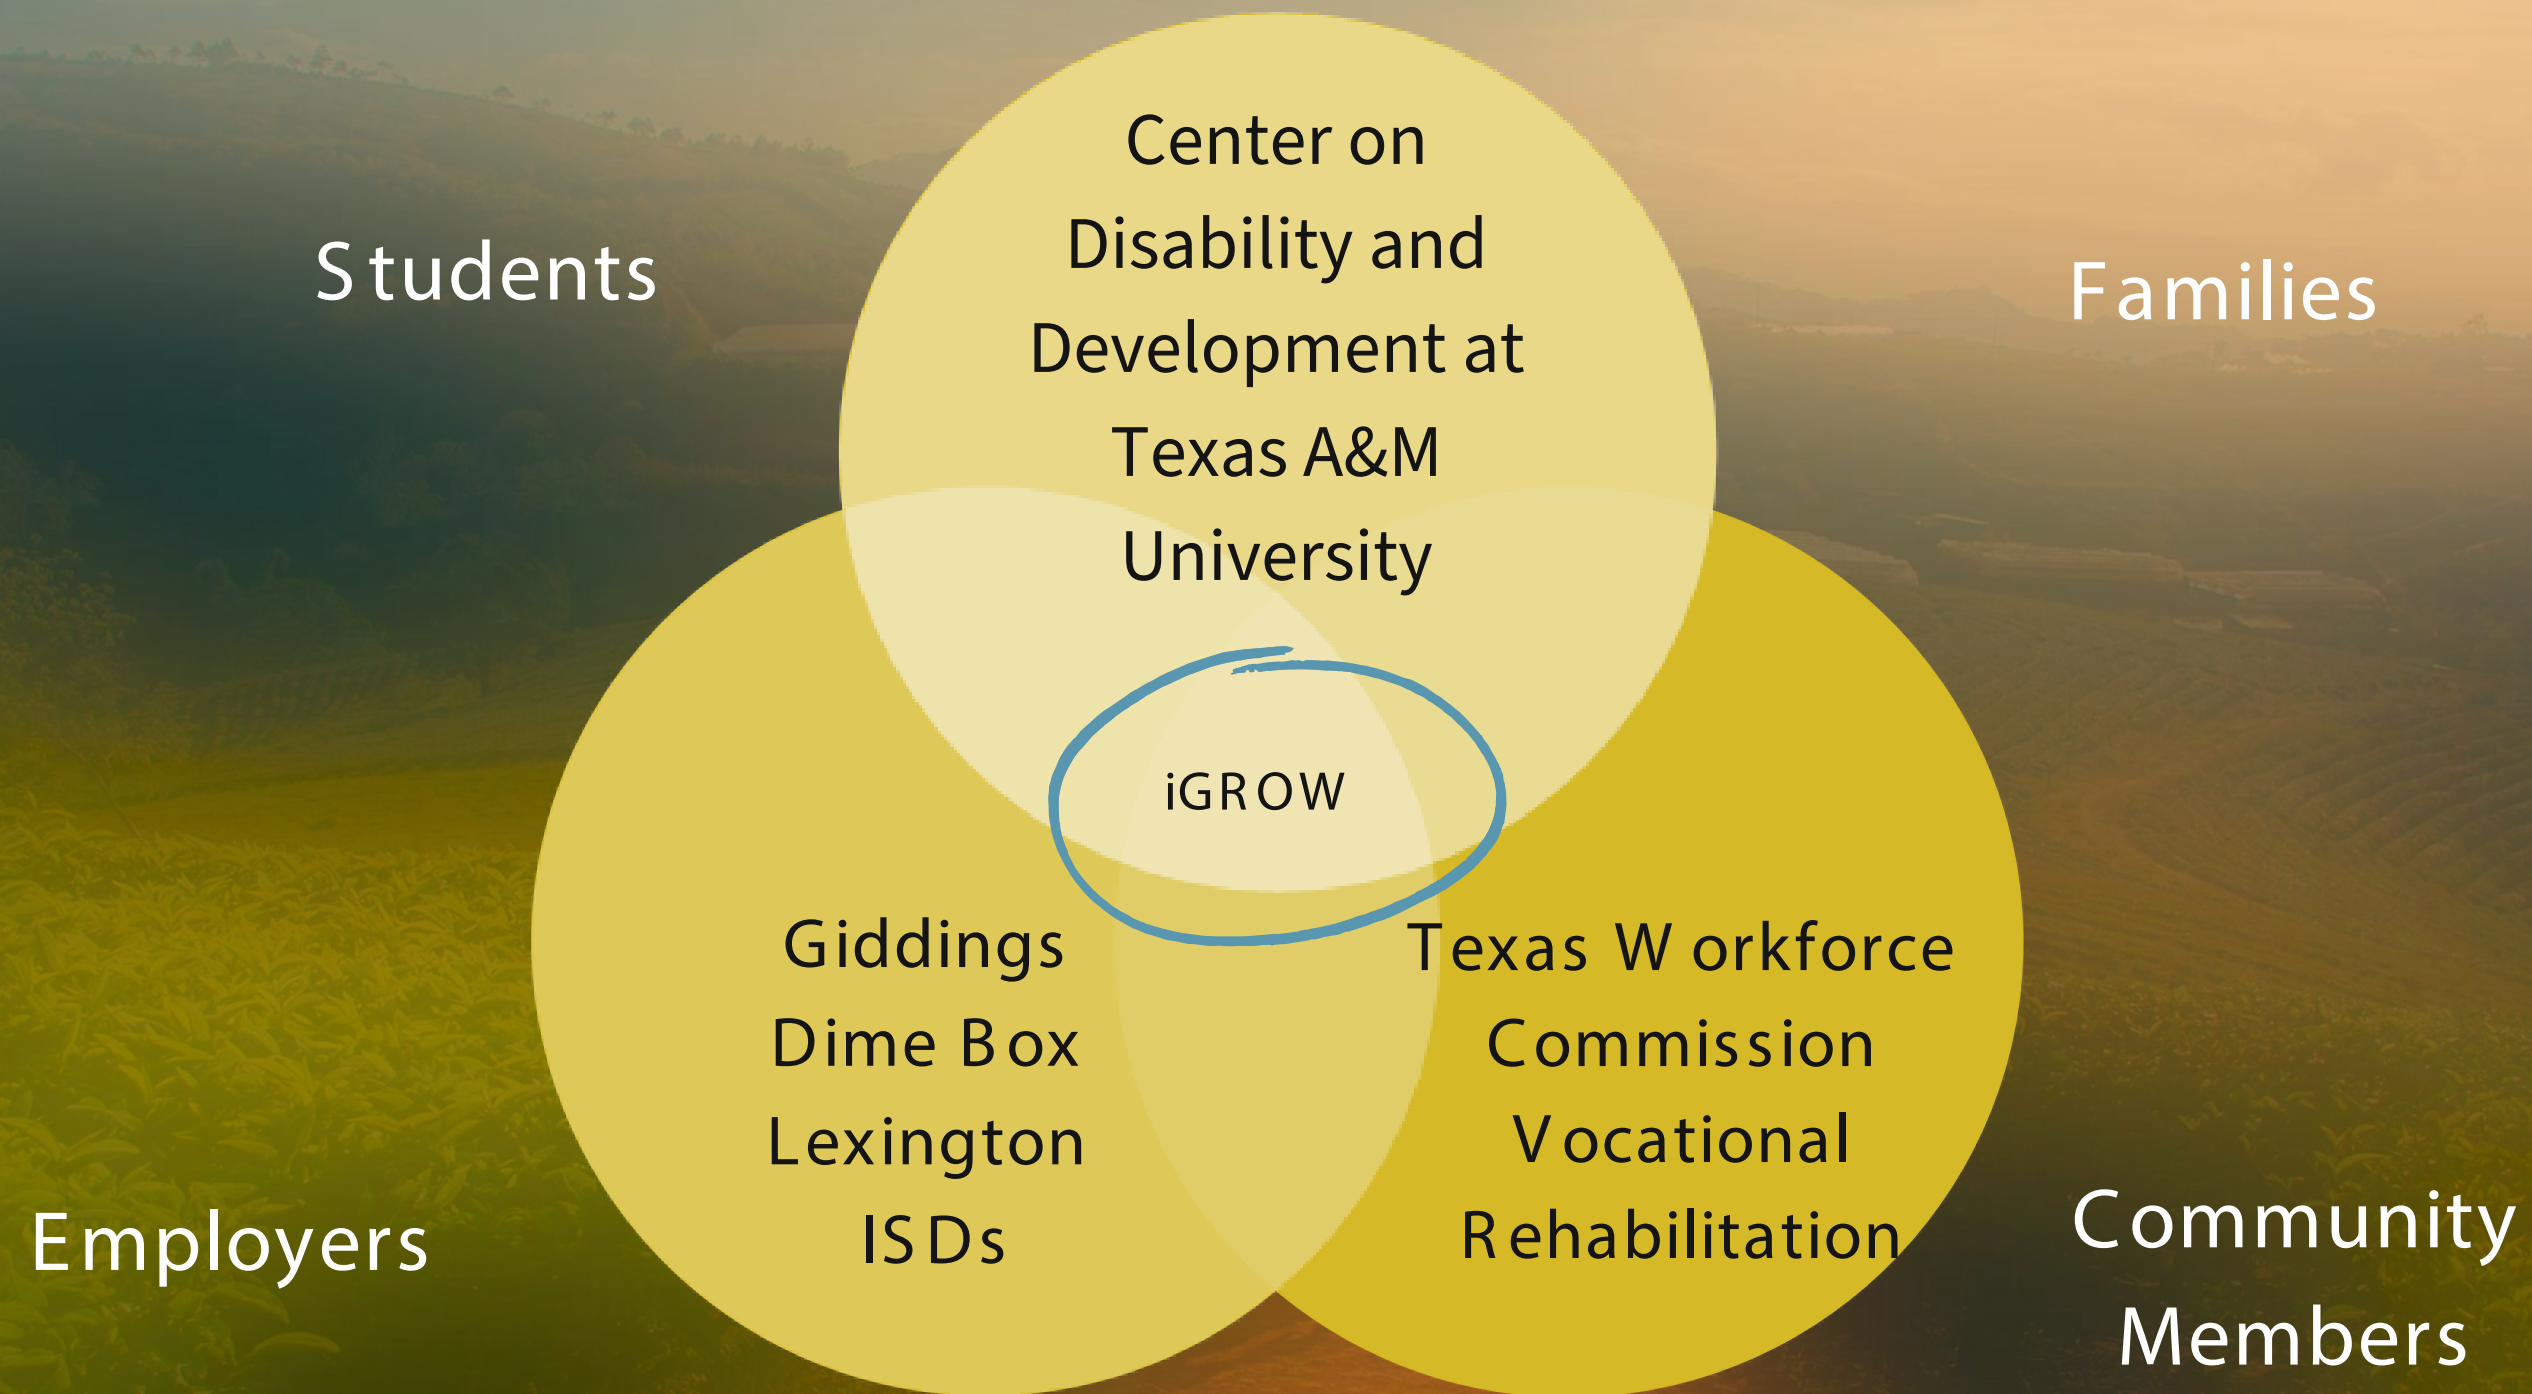 Center on
Disability and
Development at
Texas A&M
University
Students
Families
iGROW
Giddings
Dime Box
Lexington
ISDs
Texas Workforce
Commission
Vocational
Rehabilitation
Employers
Community
Members